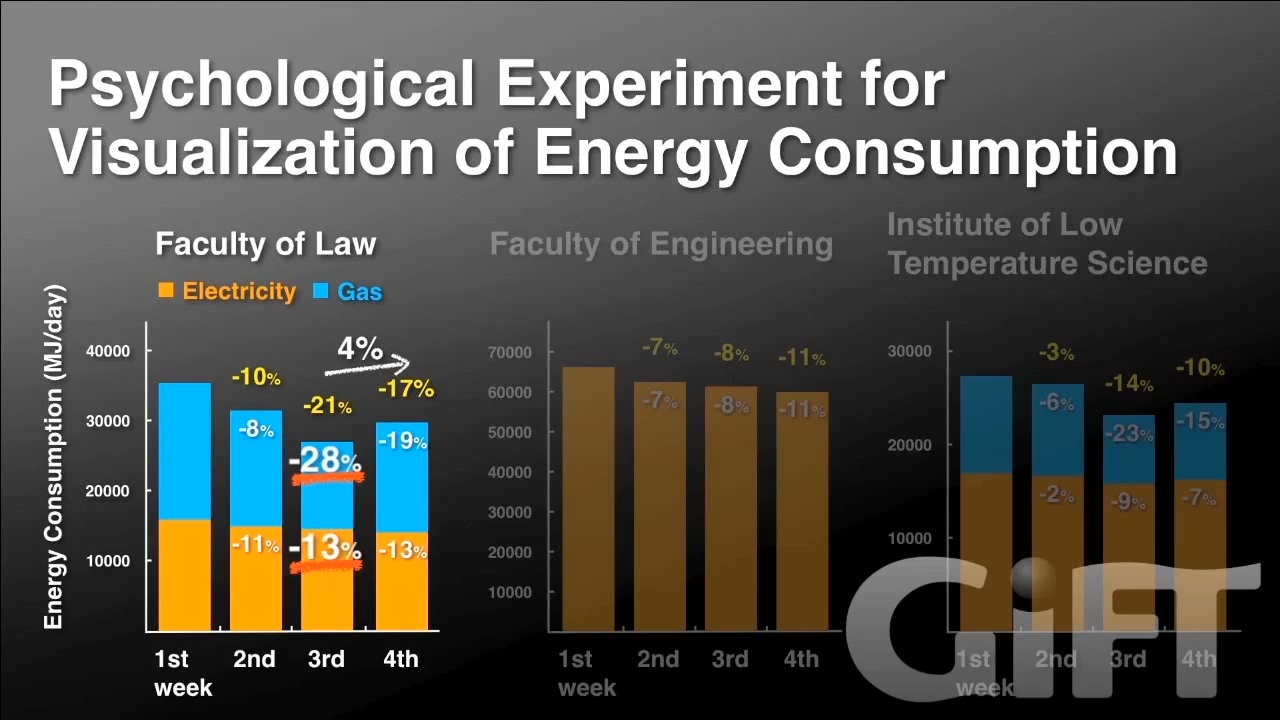 Psychological Experiment for
Visualization of Energy Consumption
Faculty of Law
Electricity Gas
Energy Consumption (MJ/day)
40000
30000
20000
10000
4%
-10%
-21%
-17%
-8%
-28%
-19%
-11%
-13%
-13%
1st 2nd 3rd 4th
week
Faculty of Engineering
70000
60000
50000
40000
30000
20000
10000
-7%
-8%
-11%
-7%
-8%
-11%
1st 2nd 3rd 4th
week
Institute of Low
Temperature Science
30000
20000
10000
-3%
-14%
-10%
-6%
-23%
-15%
-2%
-9%
-7%
1st 2nd 3rd 4th
week
CiFT